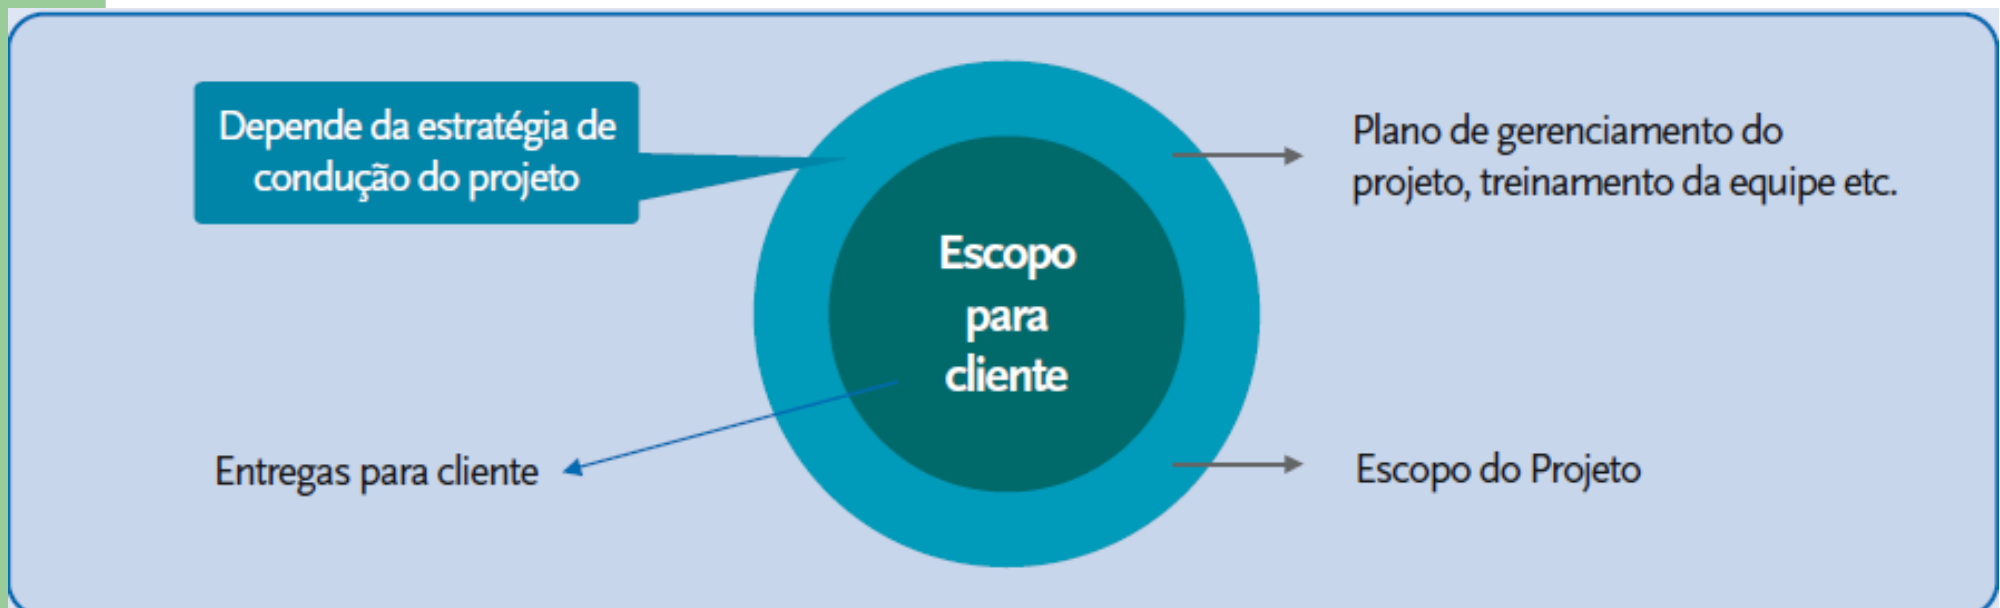 Depende da estratégia de
condução do projeto
Plano de gerenciamento do
projeto, treinamento da equipe etc.
Escopo
para
cliente
Entregas para cliente
Escopo do Projeto